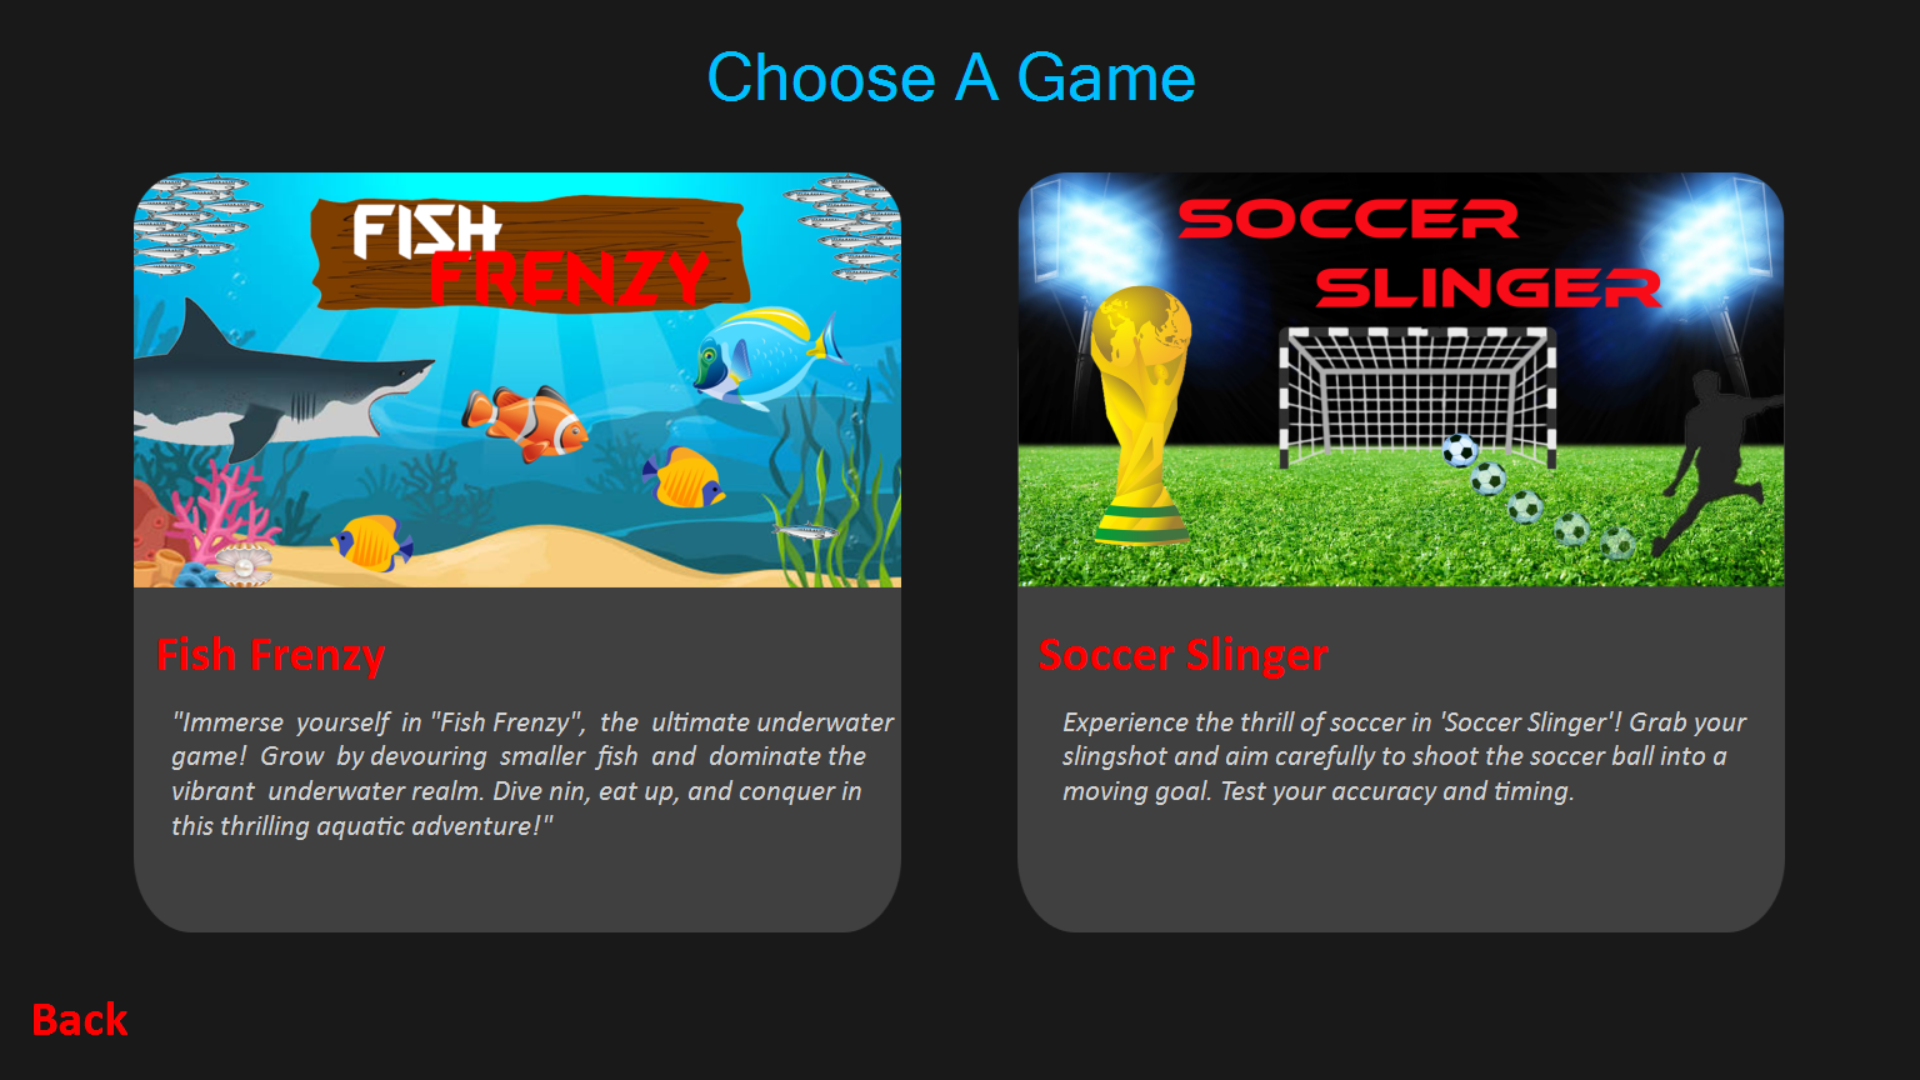 Choose A Game
FISH
FRENZY
SOCCER
SLINGER
Fish Frenzy
"Immerse yourself in "Fish Frenzy", the ultimate underwater
game! Grow by devouring smaller fish and dominate the
vibrant underwater realm. Dive nin, eat up, and conquer in
this thrilling aquatic adventure!"
Soccer Slinger
Experience the thrill of soccer in 'Soccer Slinger'! Grab your
slingshot and aim carefully to shoot the soccer ball into a
moving goal. Test your accuracy and timing.
Back